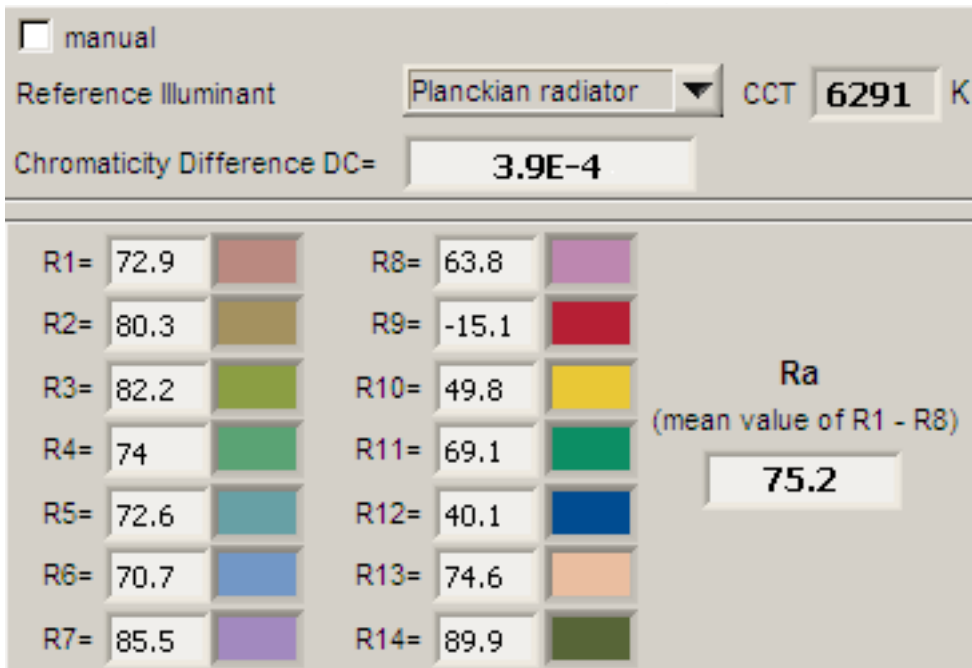 manual
Reference Illuminant Planckian radiator CCT 6291 K
Chromaticity Difference DC= 3.9E-4
R1= 72.9 R8= 63.8
R2= 80.3 R9= -15.1
R3= 82.2 R10= 49.8
R4= 74 R11= 69.1
R5= 72.6 R12= 40.1
R6= 70.7 R13= 74.6
R7= 85.5 R14= 89.9
Ra
(mean value of R1 - R8)
75.2